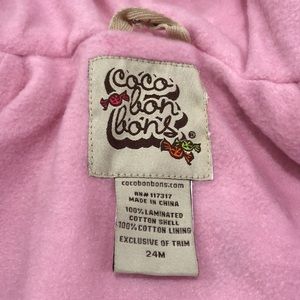 Coco
bon
bons®
cocobonbons.com
RN# 117317
MADE IN CHINA
100% LAMINATED
COTTON SHELL
100% COTTON LINING
EXCLUSIVE OF TRIM
24M